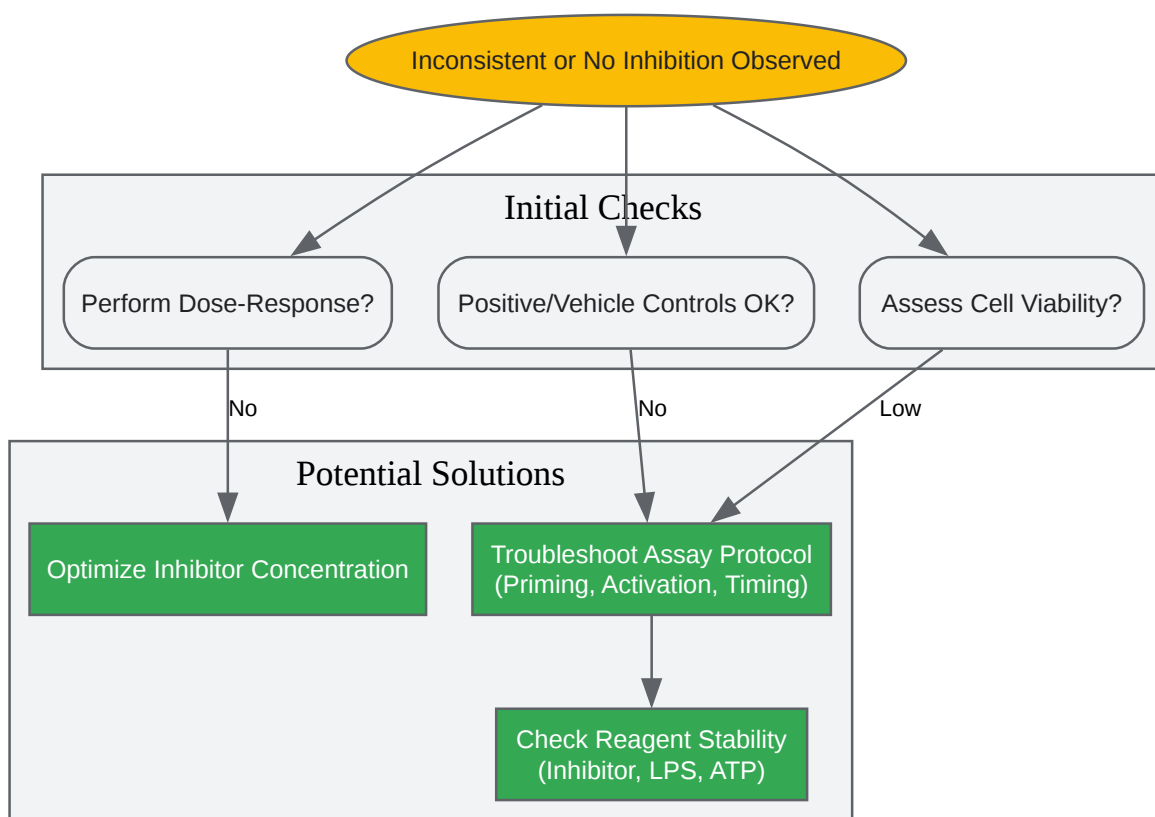 Inconsistent or No Inhibition Observed
Initial Checks
Perform Dose-Response?
Positive/Vehicle Controls OK?
Assess Cell Viability?
No
No
Low
Potential Solutions
Optimize Inhibitor Concentration
Troubleshoot Assay Protocol
(Priming, Activation, Timing)
Check Reagent Stability
(Inhibitor, LPS, ATP)